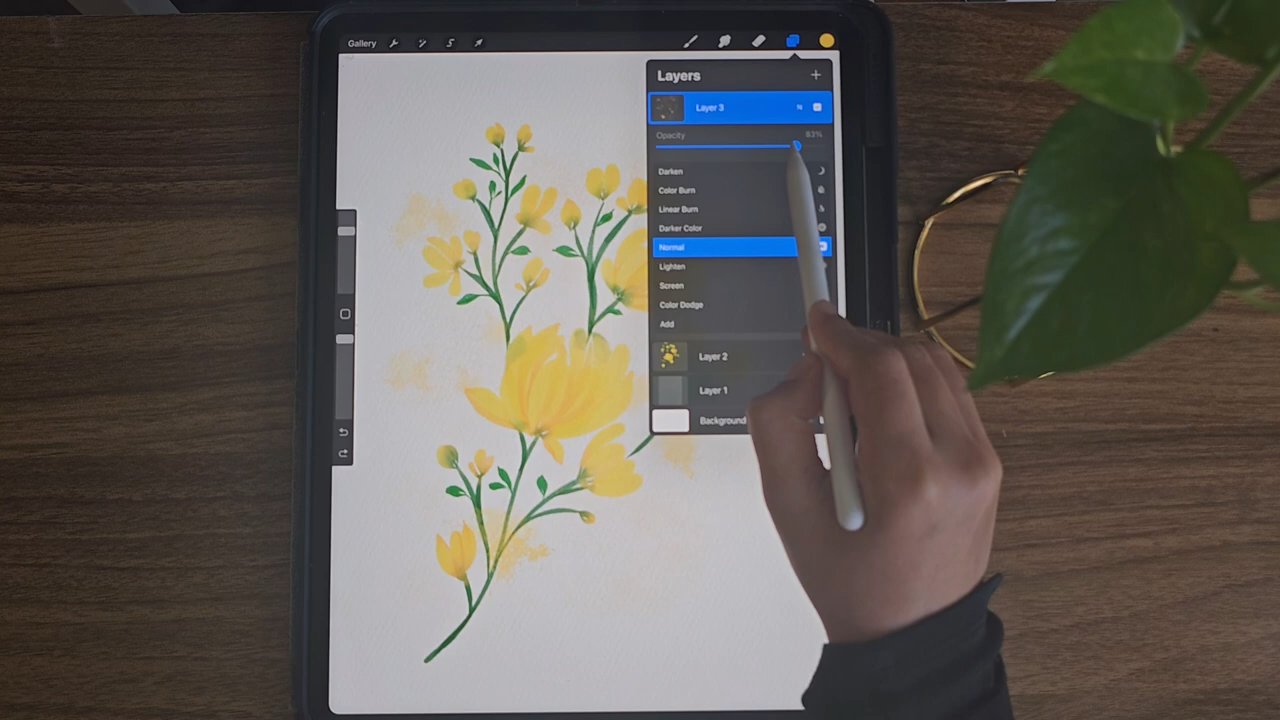 Gallery
Layers
Layer 3 N
Opacity 83%
Darken
Color Burn
Linear Burn
Darker Color
Normal
Lighten
Screen
Color Dodge
Add
Layer 2
Layer 1
Background